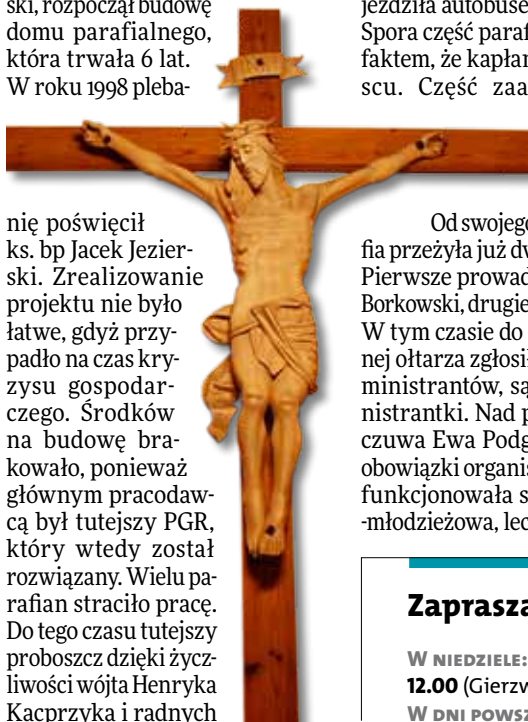 ski, rozpoczął budowę
domu parafialnego,
która trwała 6 lat.
W roku 1998 pleba-
nię poświęcił
ks. bp Jacek Jezier-
ski. Zrealizowanie
projektu nie było
łatwe, gdyż przy-
padło na czas kry-
zysu gospodar-
czego. Środków
na budowę bra-
kowało, ponieważ
głównym pracodaw-
cą był tutejszy PGR,
który wtedy został
rozwiązany. Wielu pa-
rafian straciło pracę.
Do tego czasu tutejszy
proboszcz dzięki życz-
liwości wójta Henryka
Kacprzyka i radnych
jeździła autobuse
Spora część paraf
faktem, że kapłan
scu. Część zaa
Od swojego
fia przeżyła już dw
Pierwsze prowad
Borkowski, drugie
W tym czasie do
nej ołtarza zgłosił
ministrantów, są
nistrantki. Nad p
czuwa Ewa Podg
obowiązki organis
funkcjonowała s
-młodzieżowa, lec
Zaprasza
W NIEDZIELE:
12.00 (Gierzw
W DNI POWSZ